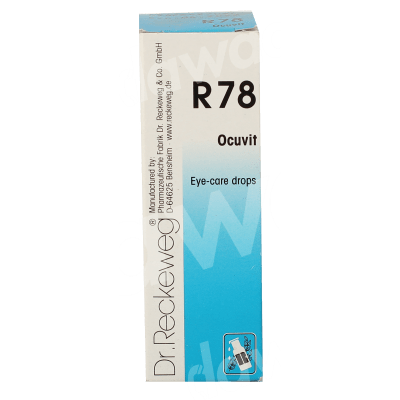 R78
Ocuvit
Eye-care drops
Dr. Reckeweg
® Manufactured by:
Pharmazeutische Fabrik Dr. Reckeweg & Co. GmbH
D-64625 Bensheim · www.reckeweg.de